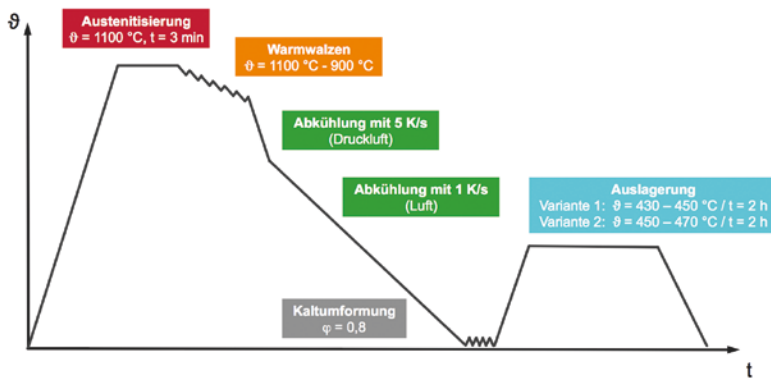 ϑ
Austenitisierung
ϑ = 1100 °C, t = 3 min
Warmwalzen
ϑ = 1100 °C - 900 °C
Abkühlung mit 5 K/s
(Druckluft)
Abkühlung mit 1 K/s
(Luft)
Auslagerung
Variante 1: ϑ = 430 – 450 °C / t = 2 h
Variante 2: ϑ = 450 – 470 °C / t = 2 h
Kaltumformung
φ = 0,8
t